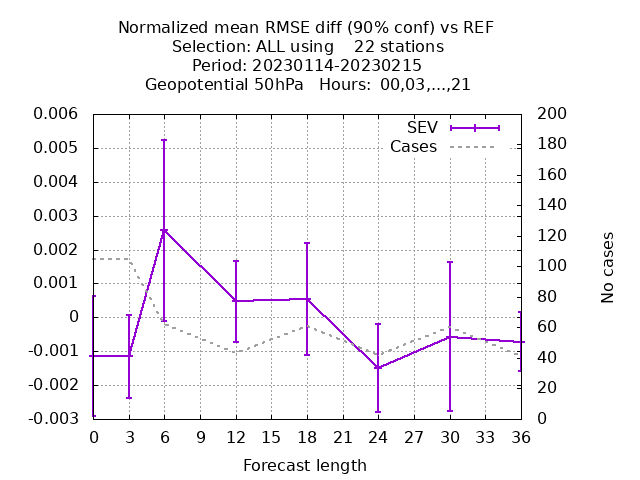 Normalized mean RMSE diff (90% conf) vs REF
Selection: ALL using    22 stations
Period: 20230114-20230215
Geopotential 50hPa   Hours:  00,03,...,21
0.006
0.005
0.004
0.003
0.002
0.001
0
-0.001
-0.002
-0.003
SEV
Cases
200
180
160
140
120
100
80
60
40
20
0
No cases
0 3 6 9 12 15 18 21 24 27 30 33 36
Forecast length